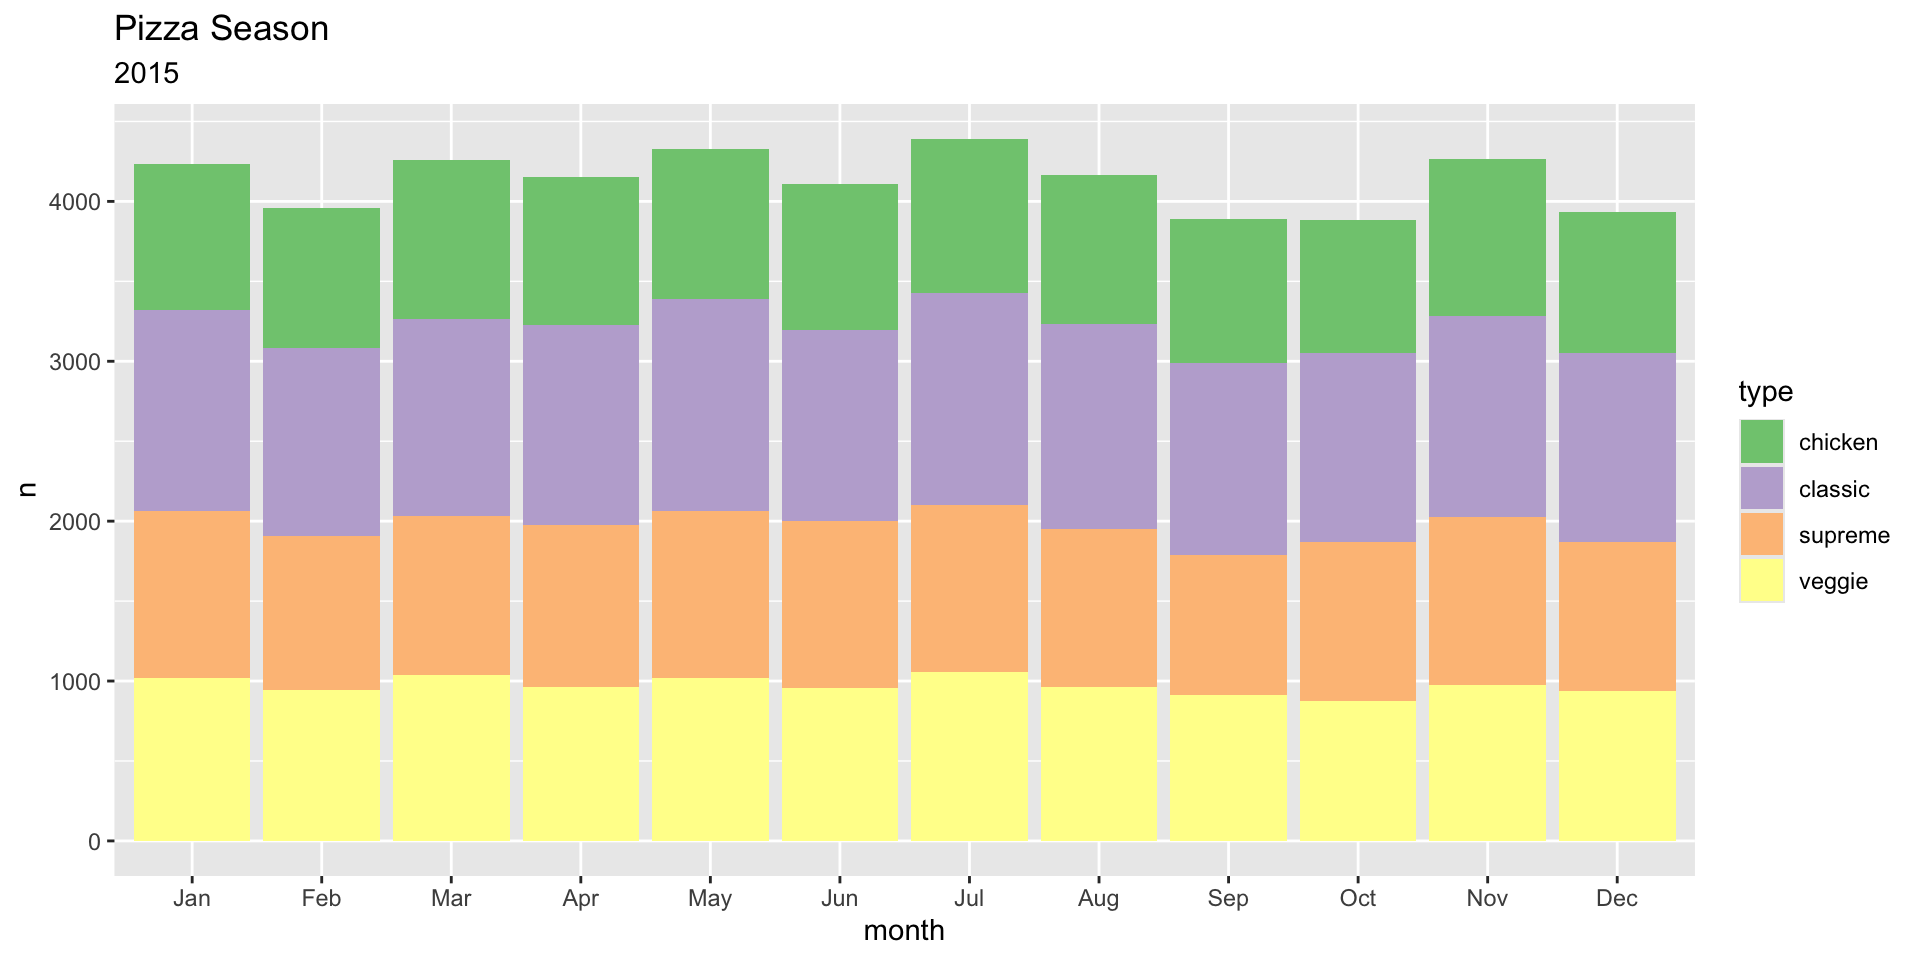 Pizza Season
2015
n
4000
3000
2000
1000
0
Jan Feb Mar Apr May Jun Jul Aug Sep Oct Nov Dec
month
type
chicken
classic
supreme
veggie